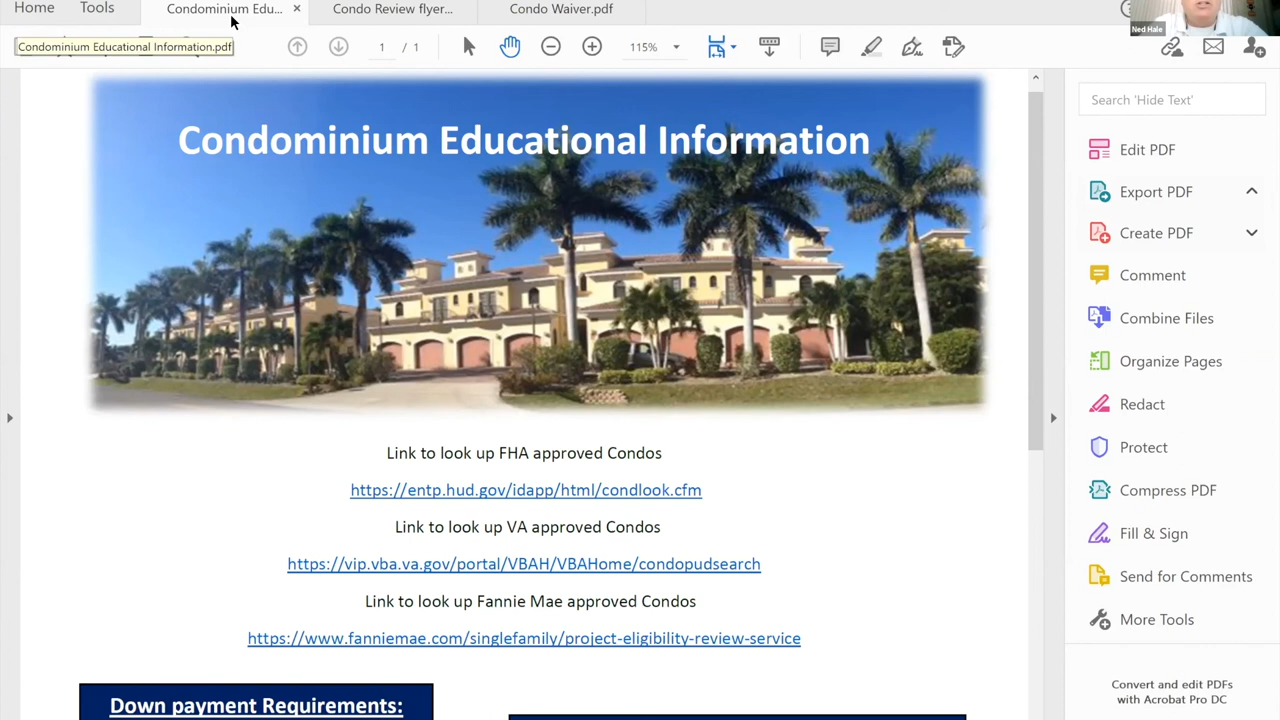 Home
Tools
Condominium Edu...
Condo Review flyer...
Condo Waiver.pdf
Ned Hale
Condominium Educational Information.pdf
1 / 1
115%
Search 'Hide Text'
Condominium Educational Information
Edit PDF
Export PDF
Create PDF
Comment
Combine Files
Organize Pages
Redact
Protect
Compress PDF
Fill & Sign
Send for Comments
More Tools
Convert and edit PDFs
with Acrobat Pro DC
Link to look up FHA approved Condos
https://entp.hud.gov/idapp/html/condlook.cfm
Link to look up VA approved Condos
https://vip.vba.va.gov/portal/VBAH/VBAHome/condopudsearch
Link to look up Fannie Mae approved Condos
https://www.fanniemae.com/singlefamily/project-eligibility-review-service
Down payment Requirements: